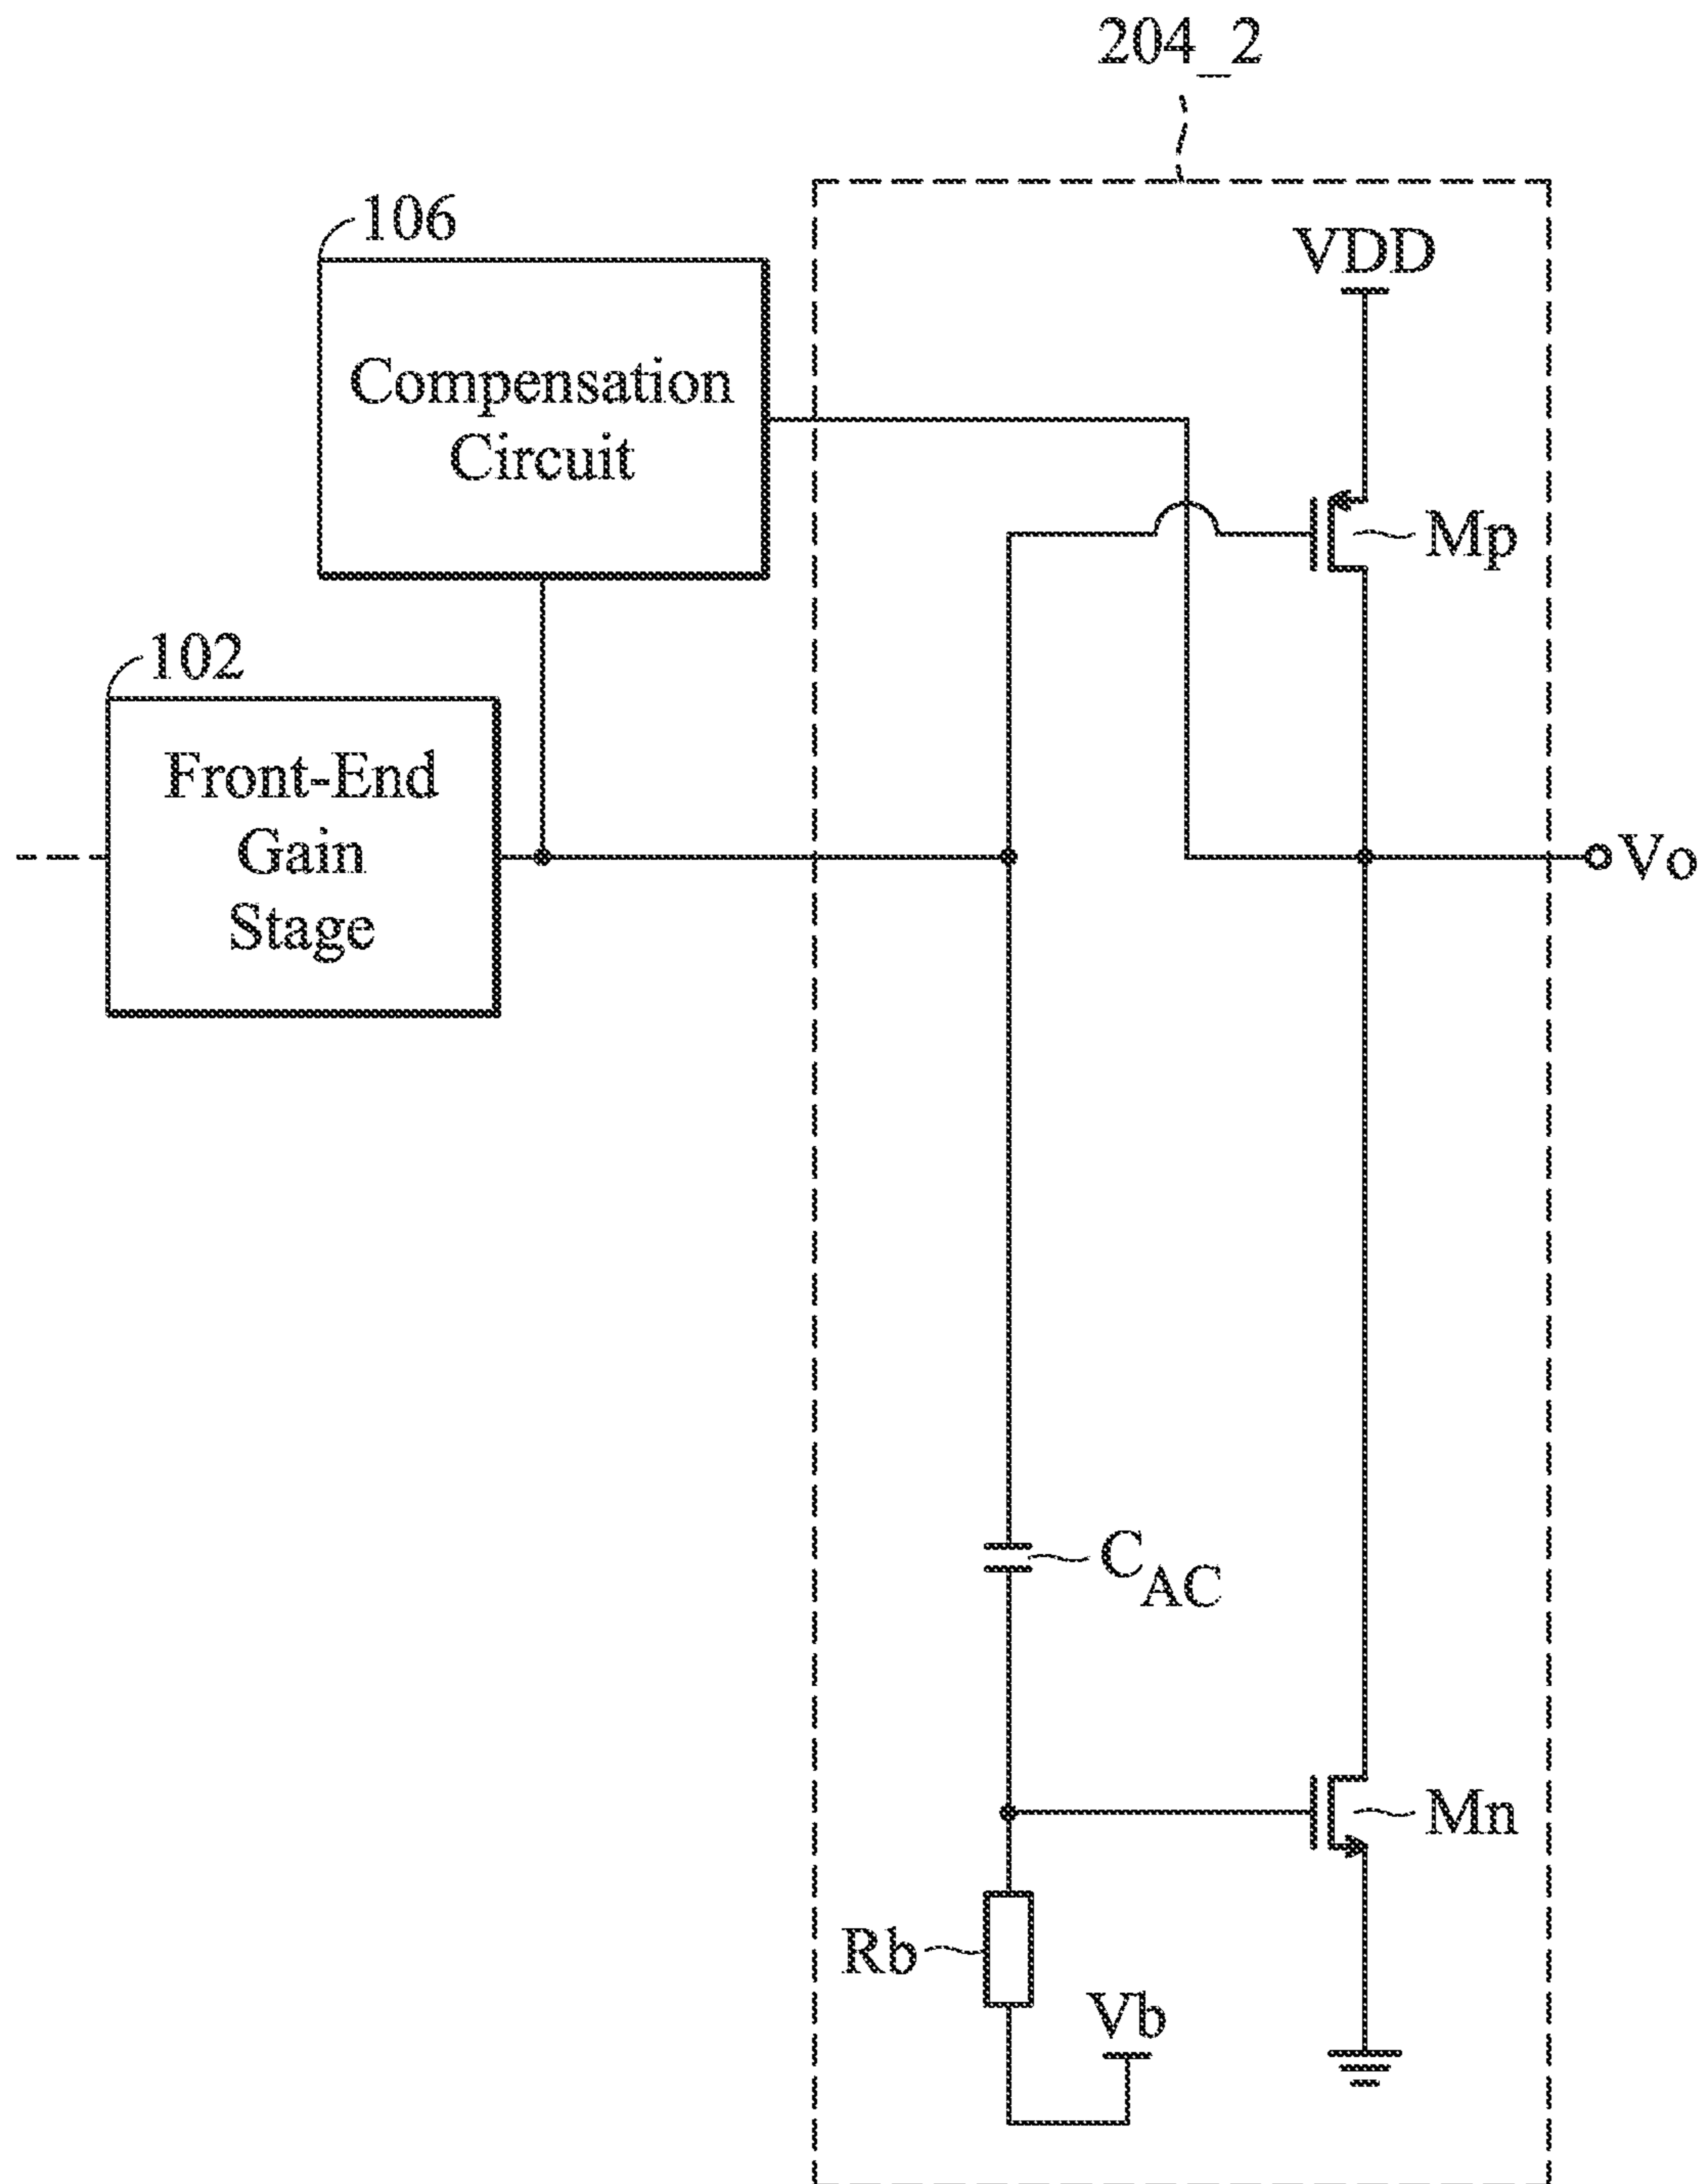 204_2
106
VDD
Compensation
Circuit
Mp
102
Front-End
Gain
Stage
Vo
CAC
Mn
Rb
Vb